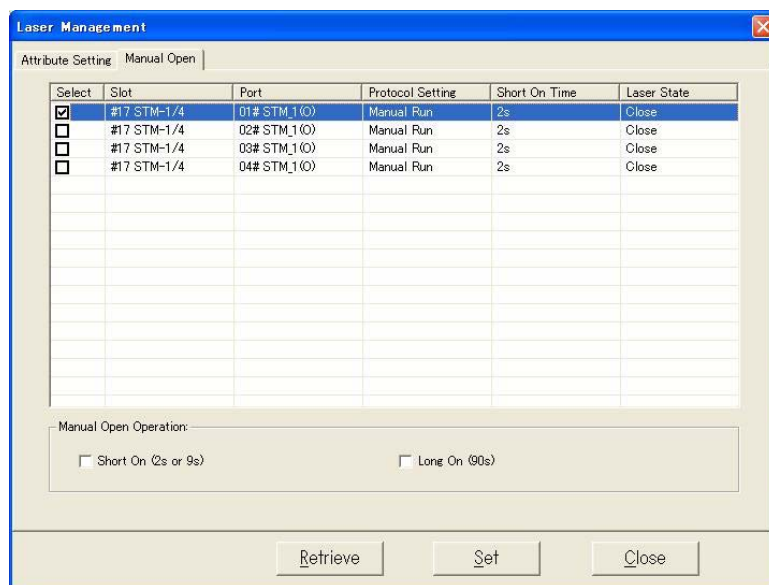 Laser Management
Attribute Setting Manual Open
Select Slot Port Protocol Setting Short On Time Laser State
#17 STM-1/4 01# STM_1(O) Manual Run 2s Close
#17 STM-1/4 02# STM_1(O) Manual Run 2s Close
#17 STM-1/4 03# STM_1(O) Manual Run 2s Close
#17 STM-1/4 04# STM_1(O) Manual Run 2s Close
Manual Open Operation:
Short On (2s or 9s) Long On (90s)
Retrieve Set Close